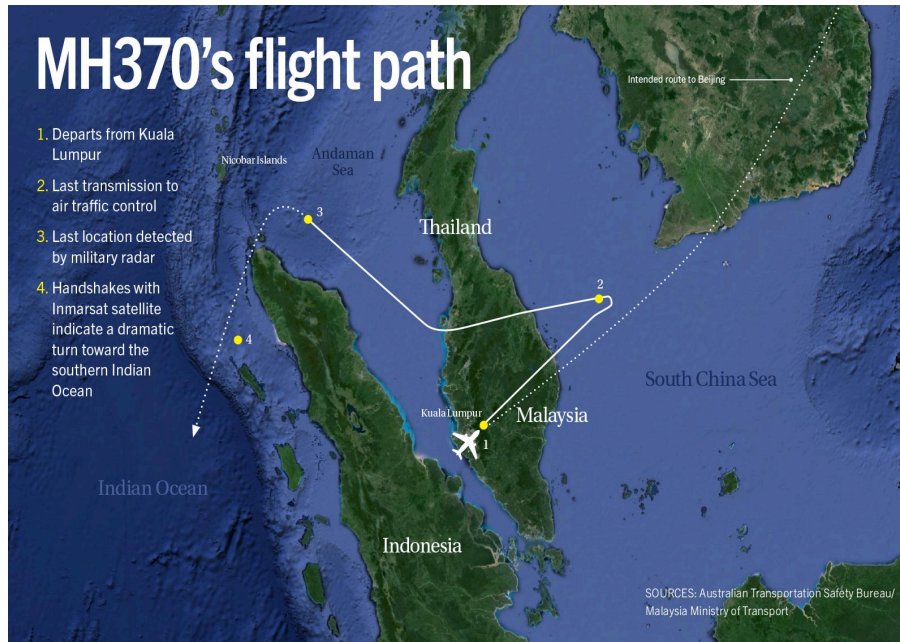 MH370's flight path
1. Departs from Kuala
Lumpur
2. Last transmission to
air traffic control
3. Last location detected
by military radar
4. Handshakes with
Inmarsat satellite
indicate a dramatic
turn toward the
southern Indian
Ocean
Intended route to Beijing
Nicobar Islands
Andaman
Sea
3
Thailand
2
4
South China Sea
Kuala Lumpur
Malaysia
1
Indian Ocean
Indonesia
SOURCES: Australian Transportation Safety Bureau/
Malaysia Ministry of Transport